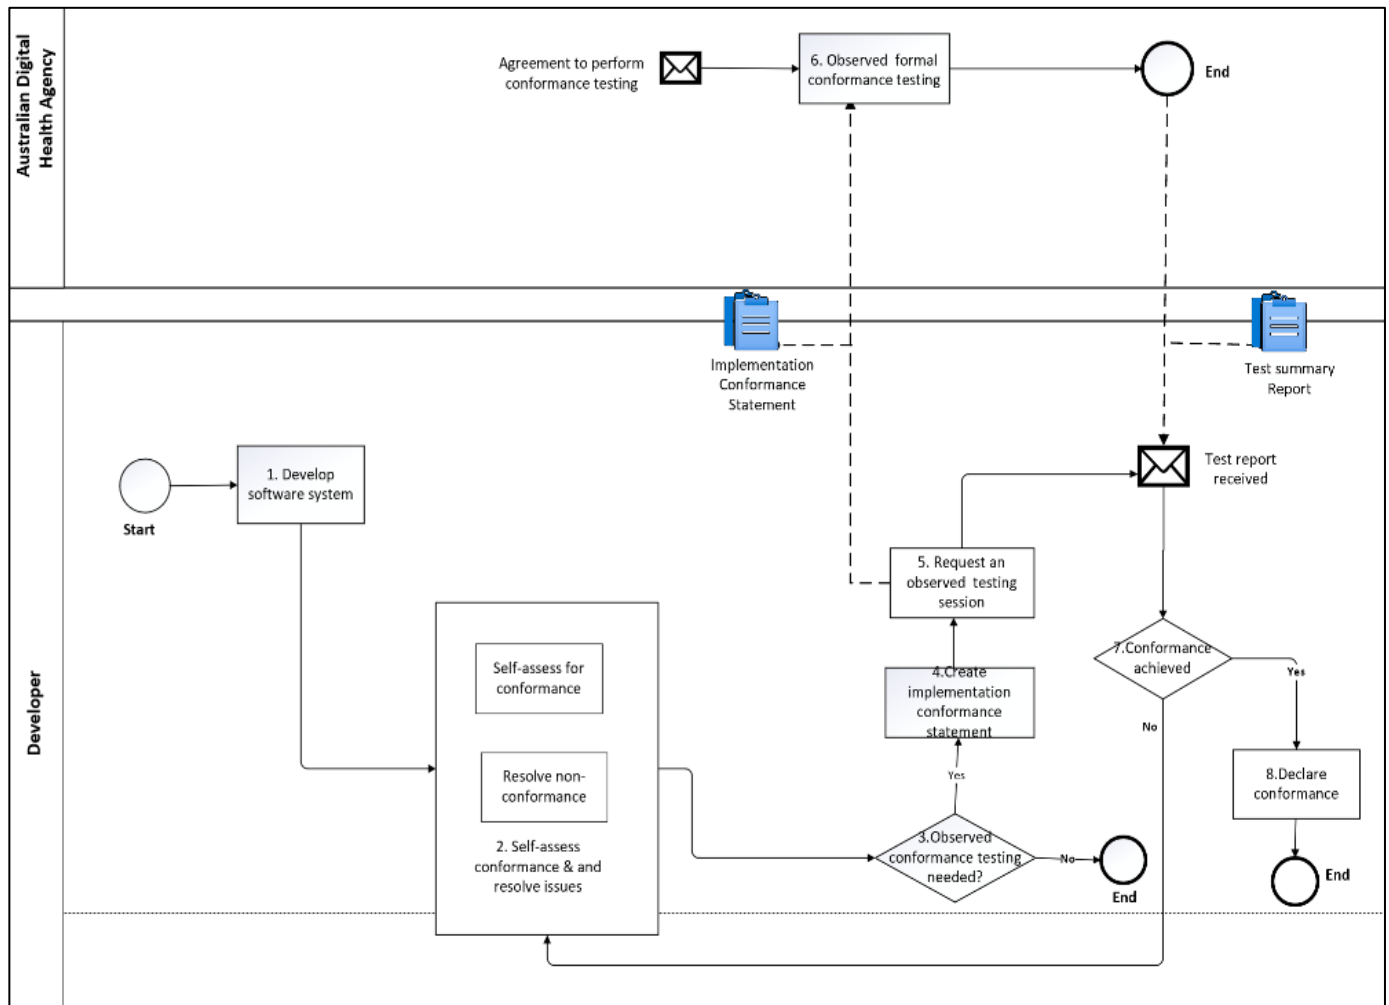 Australian Digital
Health Agency
Agreement to perform
conformance testing
6. Observed formal
conformance testing
End
Implementation
Conformance
Statement
Test summary
Report
Developer
Start
1. Develop
software system
Test report
received
5. Request an
observed testing
session
Self-assess for
conformance
Resolve non-
conformance
2. Self-assess
conformance & and
resolve issues
4.Create
implementation
conformance
statement
Yes
3.Observed
conformance testing
needed?
No
End
7.Conformance
achieved
Yes
No
8.Declare
conformance
End